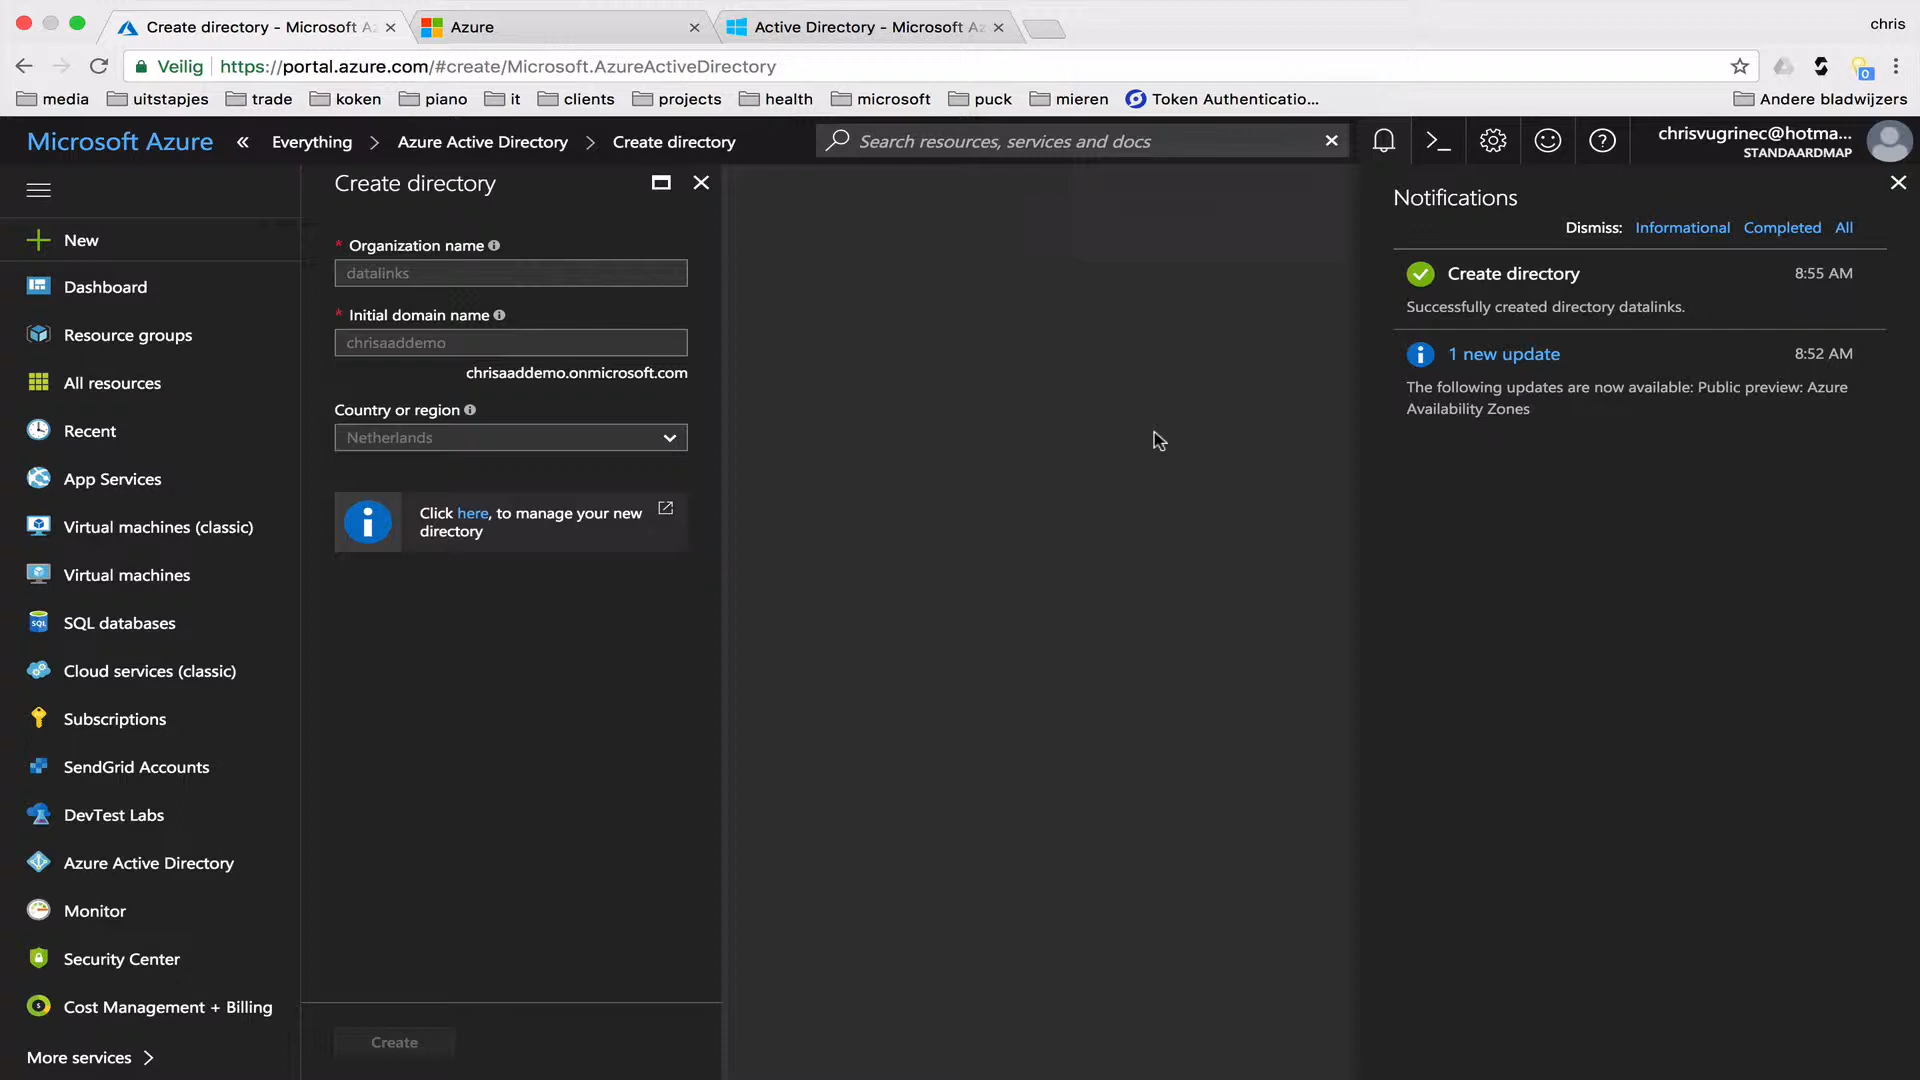 Create directory - Microsoft Az
Azure
Active Directory - Microsoft Az
chris
Veilig
https://portal.azure.com/#create/Microsoft.AzureActiveDirectory
0
media
uitstapjes
trade
koken
piano
it
clients
projects
health
microsoft
puck
mieren
Token Authenticatio...
Andere bladwijzers
Microsoft Azure
Everything
Azure Active Directory
Create directory
Search resources, services and docs
chrisvugrinec@hotma...
STANDAARDMAP
New
Dashboard
Resource groups
All resources
Recent
App Services
Virtual machines (classic)
Virtual machines
SQL databases
Cloud services (classic)
Subscriptions
SendGrid Accounts
DevTest Labs
Azure Active Directory
Monitor
Security Center
Cost Management + Billing
More services
Create directory
* Organization name
datalinks
* Initial domain name
chrisaaddemo
chrisaaddemo.onmicrosoft.com
Country or region
Netherlands
Click here, to manage your new
directory
Create
Notifications
Dismiss: Informational Completed All
Create directory 8:55 AM
Successfully created directory datalinks.
1 new update 8:52 AM
The following updates are now available: Public preview: Azure
Availability Zones